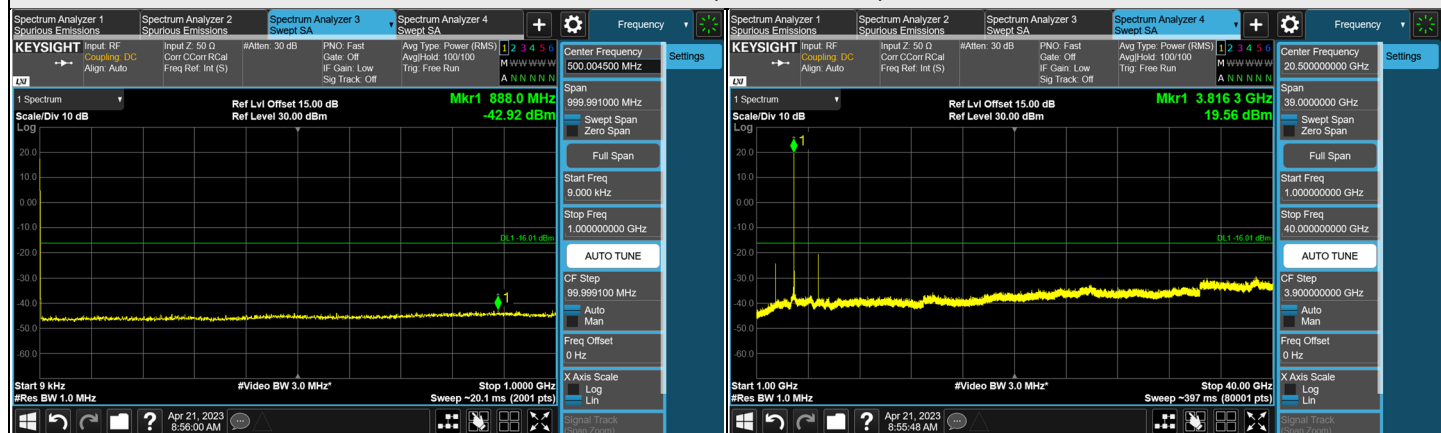 Spectrum Analyzer 1
Spurious Emissions
Spectrum Analyzer 2
Spurious Emissions
Spectrum Analyzer 3
Swept SA
Spectrum Analyzer 4
Swept SA
+
Frequency
KEYSIGHT
LXI
Input: RF
Coupling: DC
Align: Auto
Input Z: 50 Ω
Corr CCorr RCal
Freq Ref: Int (S)
#Atten: 30 dB
PNO: Fast
Gate: Off
IF Gain: Low
Sig Track: Off
Avg Type: Power (RMS)
Avg|Hold: 100/100
Trig: Free Run
1 2 3 4 5 6
M W W W W W
A N N N N N
Center Frequency
500.004500 MHz
Settings
1 Spectrum
Scale/Div 10 dB
Log
Ref Lvl Offset 15.00 dB
Ref Level 30.00 dBm
Mkr1 888.0 MHz
-42.92 dBm
20.0
10.0
0.00
-10.0
-20.0
-30.0
-40.0
-50.0
-60.0
DL1 -16.01 dBm
1
Start 9 kHz
#Res BW 1.0 MHz
#Video BW 3.0 MHz*
Stop 1.0000 GHz
Sweep ~20.1 ms (2001 pts)
Span
999.991000 MHz
Swept Span
Zero Span
Full Span
Start Freq
9.000 kHz
Stop Freq
1.000000000 GHz
AUTO TUNE
CF Step
99.999100 MHz
Auto
Man
Freq Offset
0 Hz
X Axis Scale
Log
Lin
Signal Track
(Span Zoom)
?
Apr 21, 2023
8:56:00 AM
Spectrum Analyzer 1
Spurious Emissions
Spectrum Analyzer 2
Spurious Emissions
Spectrum Analyzer 3
Swept SA
Spectrum Analyzer 4
Swept SA
+
Frequency
KEYSIGHT
LXI
Input: RF
Coupling: DC
Align: Auto
Input Z: 50 Ω
Corr CCorr RCal
Freq Ref: Int (S)
#Atten: 30 dB
PNO: Fast
Gate: Off
IF Gain: Low
Sig Track: Off
Avg Type: Power (RMS)
Avg|Hold: 100/100
Trig: Free Run
1 2 3 4 5 6
M W W W W W
A N N N N N
Center Frequency
20.500000000 GHz
Settings
1 Spectrum
Scale/Div 10 dB
Log
Ref Lvl Offset 15.00 dB
Ref Level 30.00 dBm
Mkr1 3.816 3 GHz
19.56 dBm
20.0
10.0
0.00
-10.0
-20.0
-30.0
-40.0
-50.0
-60.0
DL1 -16.01 dBm
1
Start 1.00 GHz
#Res BW 1.0 MHz
#Video BW 3.0 MHz*
Stop 40.00 GHz
Sweep ~397 ms (80001 pts)
Span
39.0000000 GHz
Swept Span
Zero Span
Full Span
Start Freq
1.000000000 GHz
Stop Freq
40.000000000 GHz
AUTO TUNE
CF Step
3.900000000 GHz
Auto
Man
Freq Offset
0 Hz
X Axis Scale
Log
Lin
Signal Track
(Span Zoom)
?
Apr 21, 2023
8:55:48 AM